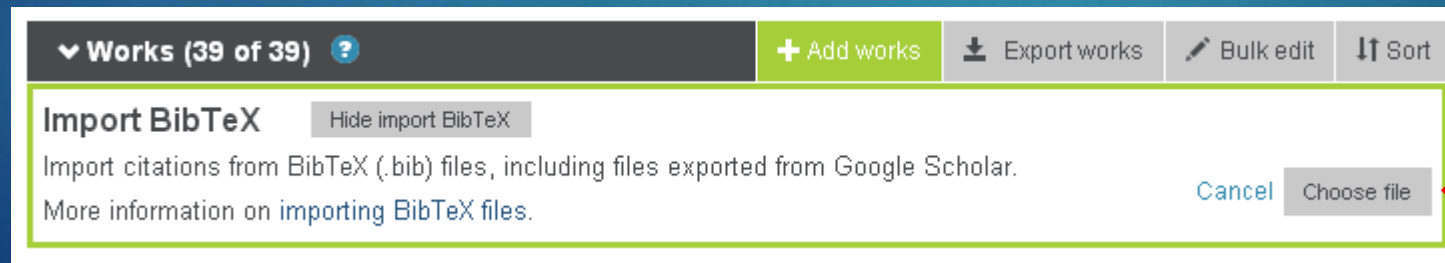 Works (39 of 39) ? Add works Export works Bulk edit Sort
Import BibTeX Hide import BibTeX
Import citations from BibTeX (.bib) files, including files exported from Google Scholar.
Cancel Choose file
More information on importing BibTeX files.